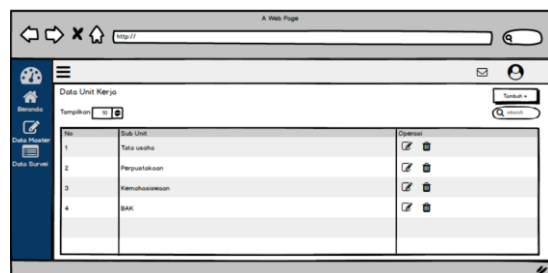 A Web Page
http://
Beranda
Data Master
Data Survei
Data Unit Kerja
Tampilkan 10
Tambah +
search
No Sub Unit Operasi
1 Tata usaha
2 Perpustakaan
3 Kemahasiswaan
4 BAK